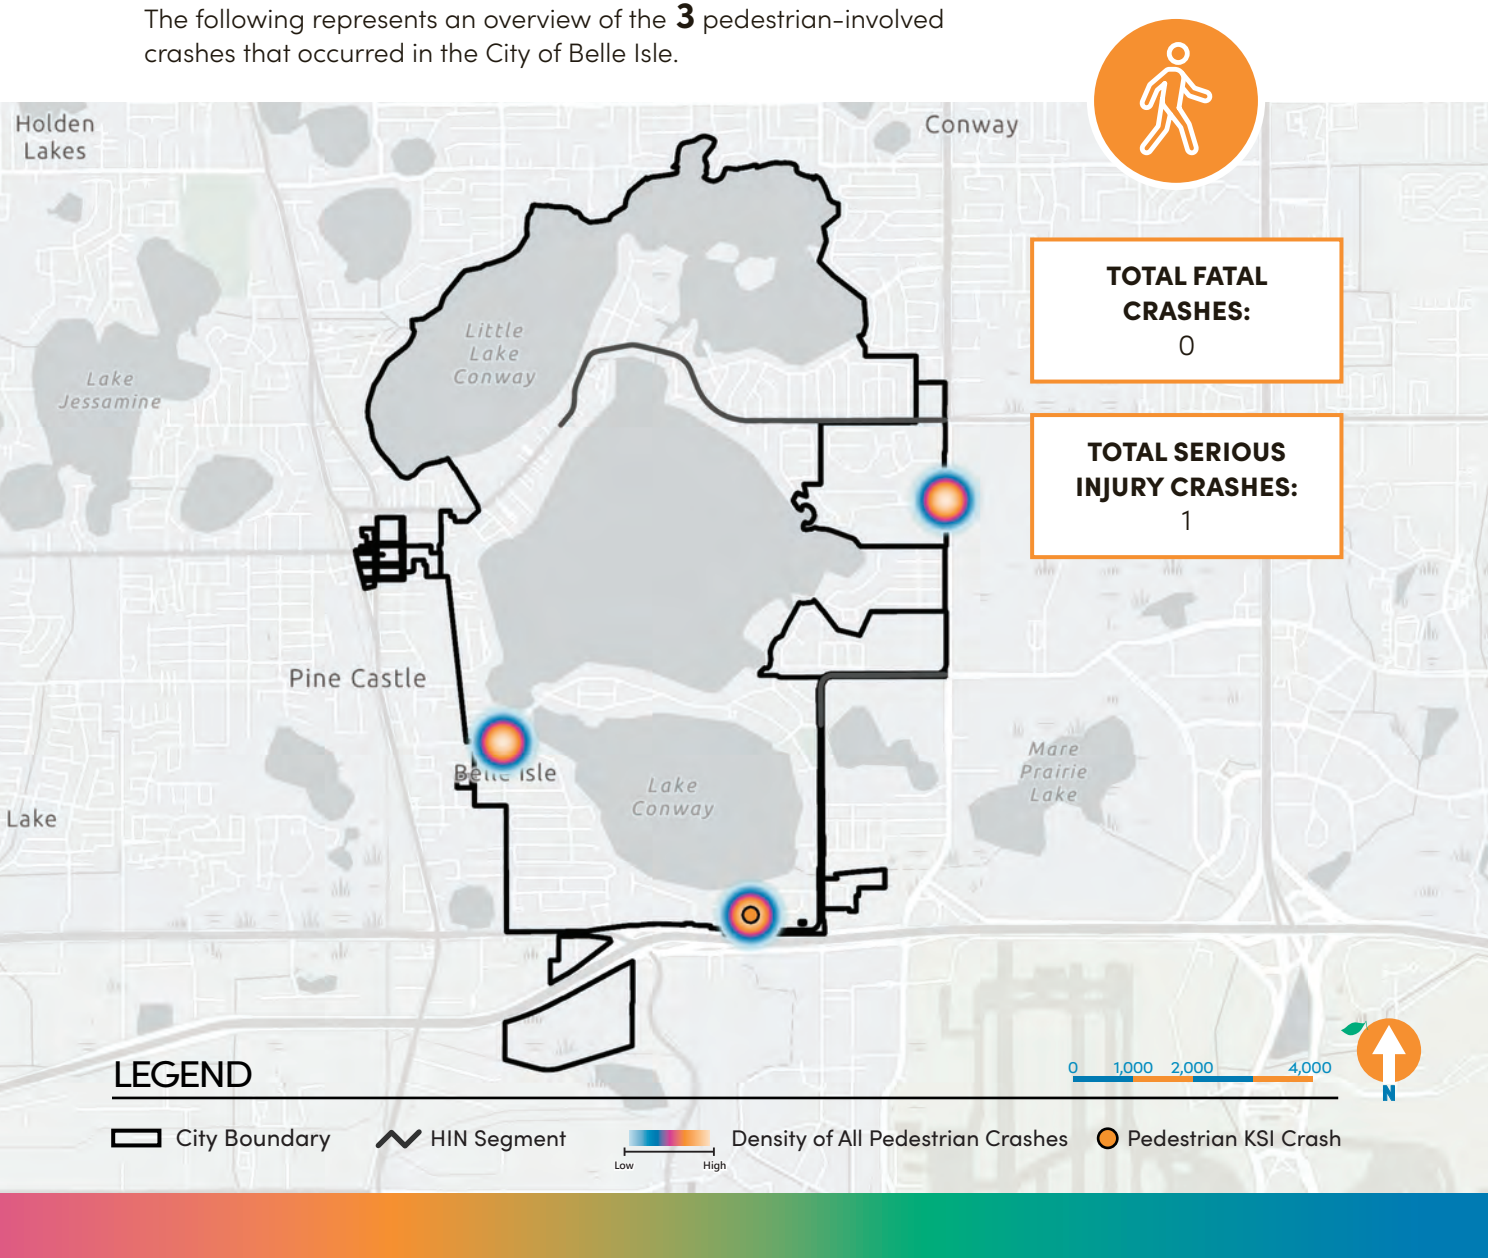 The following represents an overview of the 3 pedestrian-involved
crashes that occurred in the City of Belle Isle.
Holden
Lakes
Conway
TOTAL FATAL
CRASHES:
0
Little
Lake
Conway
Lake
Jessamine
TOTAL SERIOUS
INJURY CRASHES:
1
Pine Castle
Belle Isle
Lake
Conway
Mare
Prairie
Lake
Lake
LEGEND
0 1,000 2,000 4,000
N
City Boundary
HIN Segment
Low High
Density of All Pedestrian Crashes
Pedestrian KSI Crash